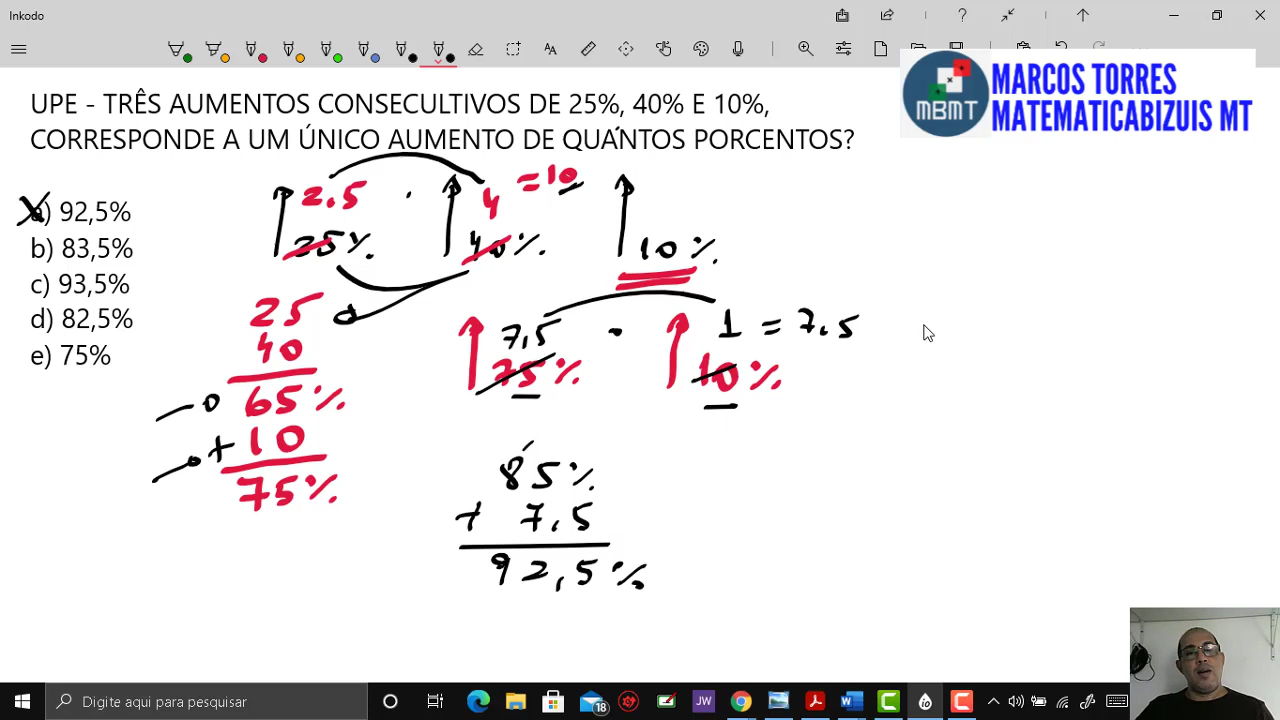 Inkodo
UPE - TRÊS AUMENTOS CONSECULTIVOS DE 25%, 40% E 10%,
CORRESPONDE A UM ÚNICO AUMENTO DE QUANTOS PORCENTOS?
MARCOS TORRES
MATEMATICABIZUIS MT
MBMT
a) 92,5%
b) 83,5%
c) 93,5%
d) 82,5%
e) 75%
2,5 . 4 = 10
25% 40% 10%
25
40
65%
+ 10
75%
7,5 . 1 = 7,5
75% 10%
85%
+ 7,5
92,5%
Digite aqui para pesquisar
18
JW